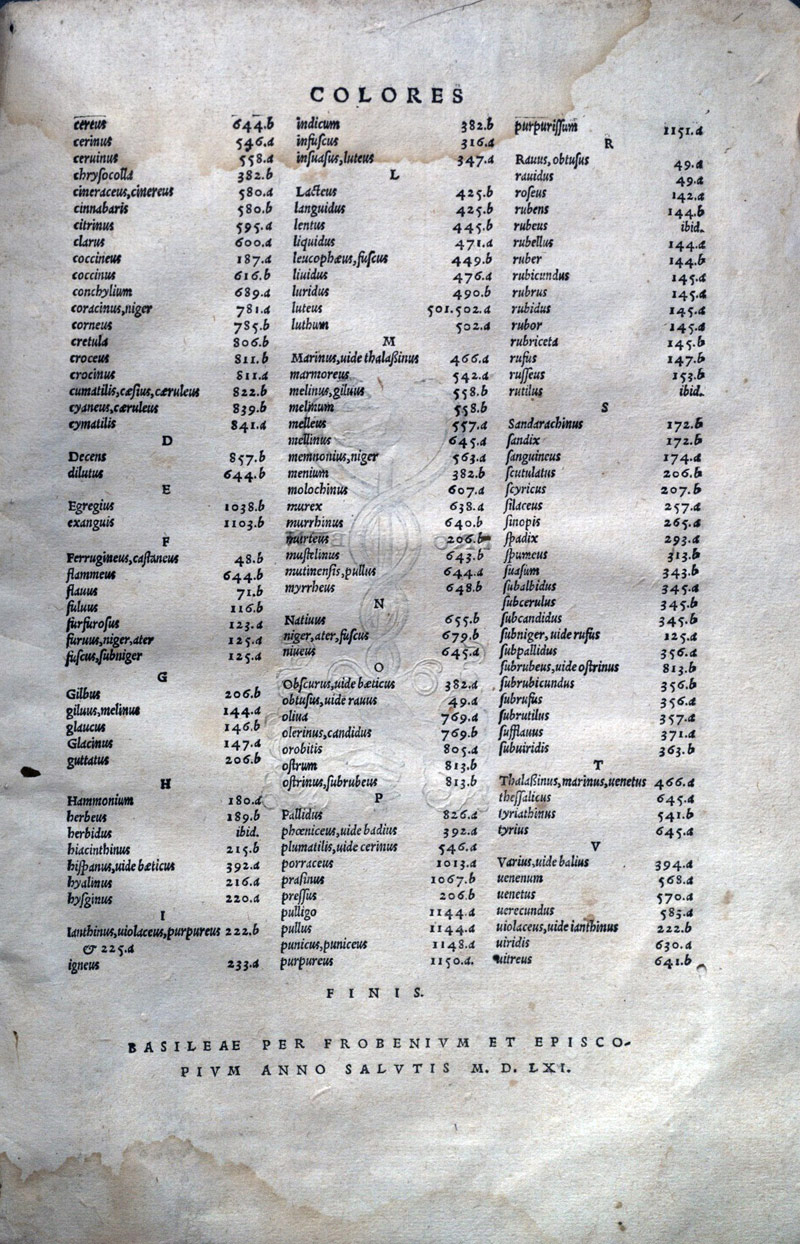 COLORES
cereus 644.b
cerinus 546.a
ceruinus 558.a
chrysocolla 382.b
cineraceus,cinereus 580.a
cinnabaris 580.b
citrinus 595.a
clarus 600.a
coccineus 187.a
coccinus 616.b
conchylium 689.a
coracinus,niger 781.a
corneus 785.b
cretula 806.b
croceus 811.b
crocinus 811.a
cumatilis,cæsius,cæruleus 822.b
cyaneus,cæruleus 839.b
cymatilis 841.a
D
Decens 857.b
dilutus 644.b
E
Egregius 1038.b
exanguis 1103.b
F
Ferrugineus,castaneus 48.b
flammeus 644.b
flauus 71.b
fuluus 116.b
furfurosus 123.a
furuus,niger,ater 125.a
fuscus,subniger 125.a
G
Gilbus 206.b
giluus,melinus 144.a
glaucus 146.b
Glacinus 147.a
guttatus 206.b
H
Hammonium 180.a
herbeus 189.b
herbidus ibid.
hiacinthinus 215.b
hispanus,uide bæticus 392.a
hyalinus 216.a
hysginus 220.a
I
Ianthinus,uiolaceus,purpureus 222.b
& 225.a
igneus 233.a
indicum 382.b
infuscus 316.a
insuasus,luteus 347.a
L
Lacteus 425.b
languidus 425.b
lentus 445.b
liquidus 471.a
leucophæus,fuscus 449.b
liuidus 476.a
luridus 490.b
luteus 501.502.a
luthum 502.a
M
Marinus,uide thalaßinus 466.a
marmoreus 542.a
melinus,giluus 558.b
melinum 558.b
melleus 557.a
mellinus 645.a
memnonius,niger 563.a
menium 382.b
molochinus 607.a
murex 638.a
murrhinus 640.b
murteus 206.b
mustelinus 643.b
mutinensis,pullus 644.a
myrrheus 648.b
N
Natiuus 655.b
niger,ater,fuscus 679.b
niueus 645.a
O
Obscurus,uide bæticus 382.a
obtusus,uide rauus 49.a
oliua 769.a
olerinus,candidus 769.b
orobitis 805.a
ostrum 813.b
ostrinus,subrubeus 813.b
P
Pallidus 826.a
phœniceus,uide badius 392.a
plumatilis,uide cerinus 546.a
porraceus 1013.a
prasinus 1067.b
pressus 206.b
pulligo 1144.a
pullus 1144.a
punicus,puniceus 1148.a
purpureus 1150.a.
purpurissum 1151.a
R
Rauus,obtusus 49.a
rauidus 49.a
roseus 142.a
rubens 144.b
rubeus ibid.
rubellus 144.a
ruber 144.b
rubicundus 145.a
rubrus 145.a
rubidus 145.a
rubor 145.a
rubriceta 145.b
rufus 147.b
russeus 153.b
rutilus ibid.
S
Sandarachinus 172.b
sandix 172.b
sanguineus 174.a
scutulatus 206.b
scyricus 207.b
silaceus 257.a
sinopis 265.a
spadix 293.a
spumeus 313.b
suasum 343.b
subalbidus 345.a
subcerulus 345.b
subcandidus 345.b
subniger,uide rufus 125.a
subpallidus 356.a
subrubeus,uide ostrinus 813.b
subrubicundus 356.b
subrufus 356.a
subrutilus 357.a
sufflauus 371.a
subuiridis 363.b
T
Thalaßinus,marinus,uenetus 466.a
thessalicus 645.a
tyriathinus 541.b
tyrius 645.a
V
Varius,uide balius 394.a
uenenum 568.a
uenetus 570.a
uerecundus 585.a
uiolaceus,uide ianthinus 222.b
uiridis 630.a
uitreus 641.b
FINIS.
BASILEAE PER FROBENIVM ET EPISCO-
PIVM ANNO SALVTIS M. D. LXI.